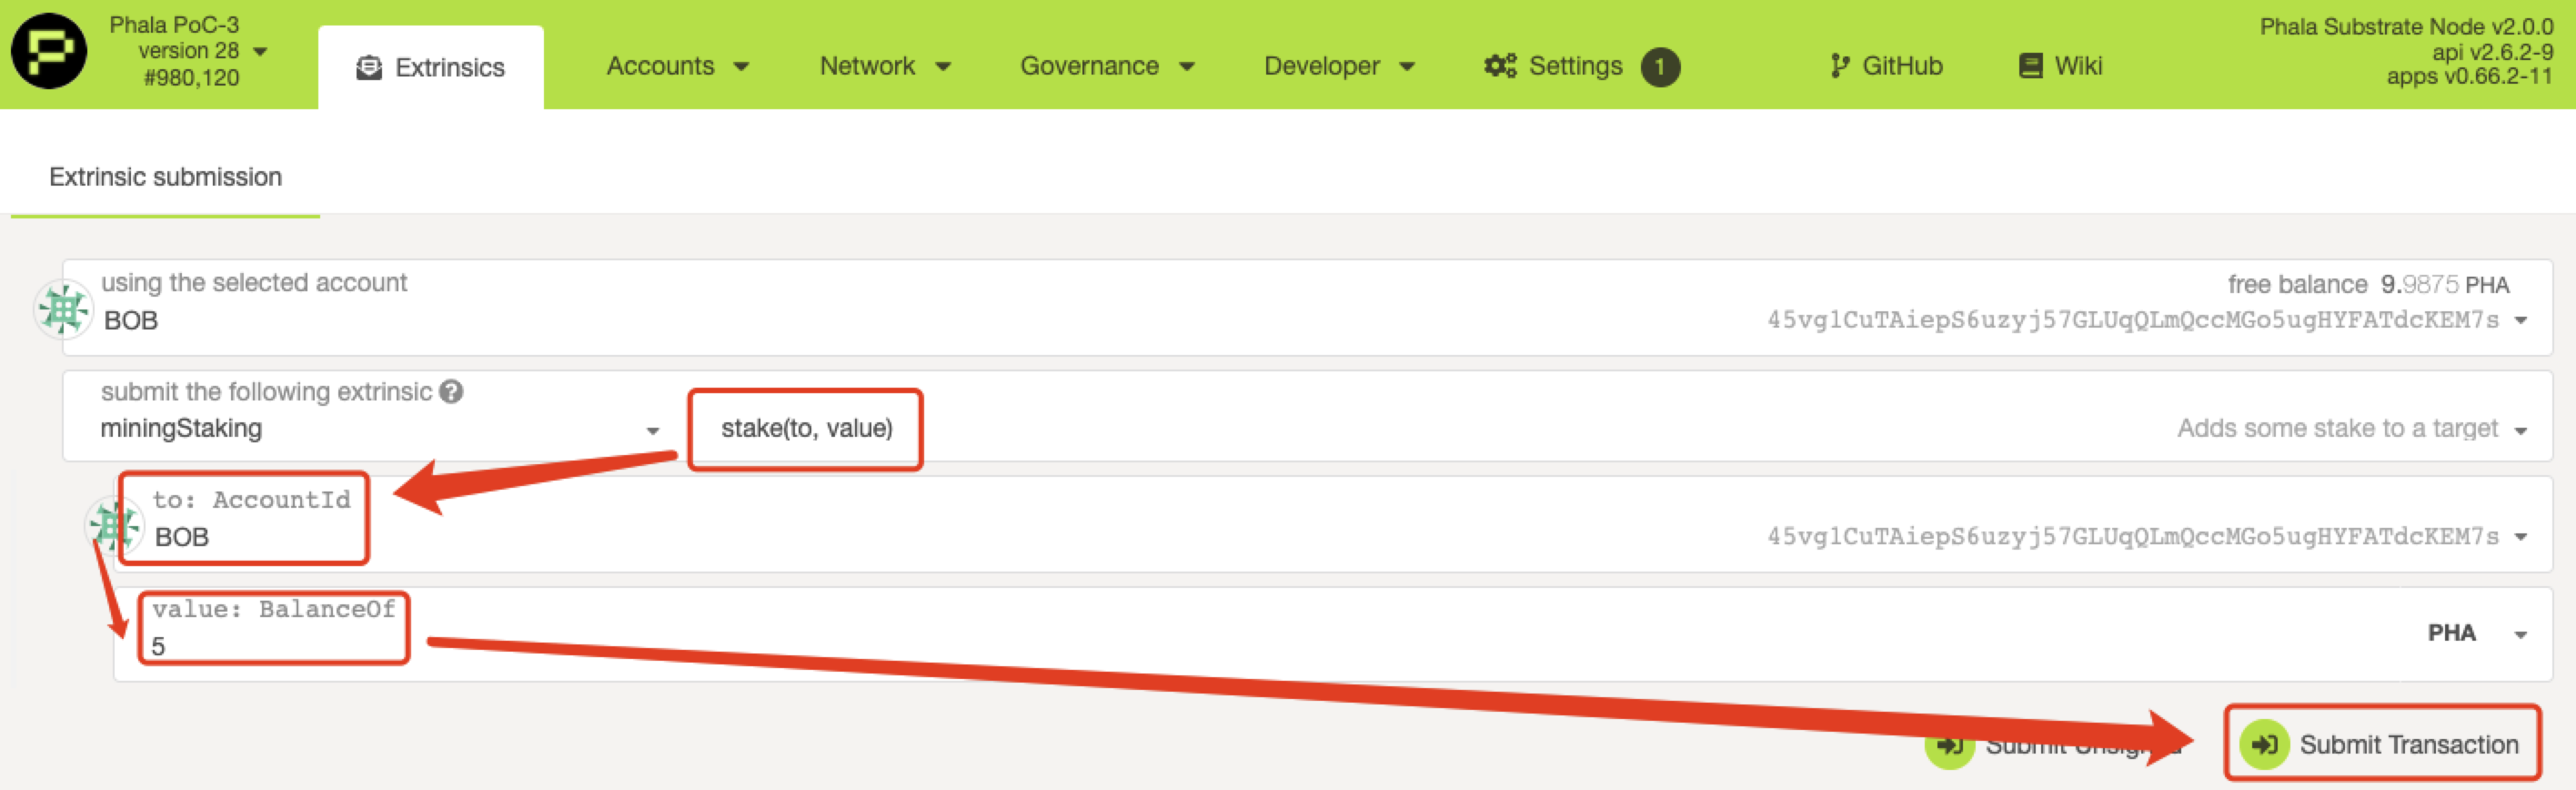 Phala PoC-3
version 28
#980,120
Extrinsics
Accounts
Network
Governance
Developer
Settings 1
GitHub
Wiki
Phala Substrate Node v2.0.0
api v2.6.2-9
apps v0.66.2-11
Extrinsic submission
using the selected account
BOB
free balance 9.9875 PHA
45vg1CuTAiepS6uzyj57GLUqQLmQccMGo5ugHYFATdcKEM7s
submit the following extrinsic ?
miningStaking
stake(to, value)
Adds some stake to a target
to: AccountId
BOB
45vg1CuTAiepS6uzyj57GLUqQLmQccMGo5ugHYFATdcKEM7s
value: BalanceOf
5
PHA
Submit Unsigned
Submit Transaction